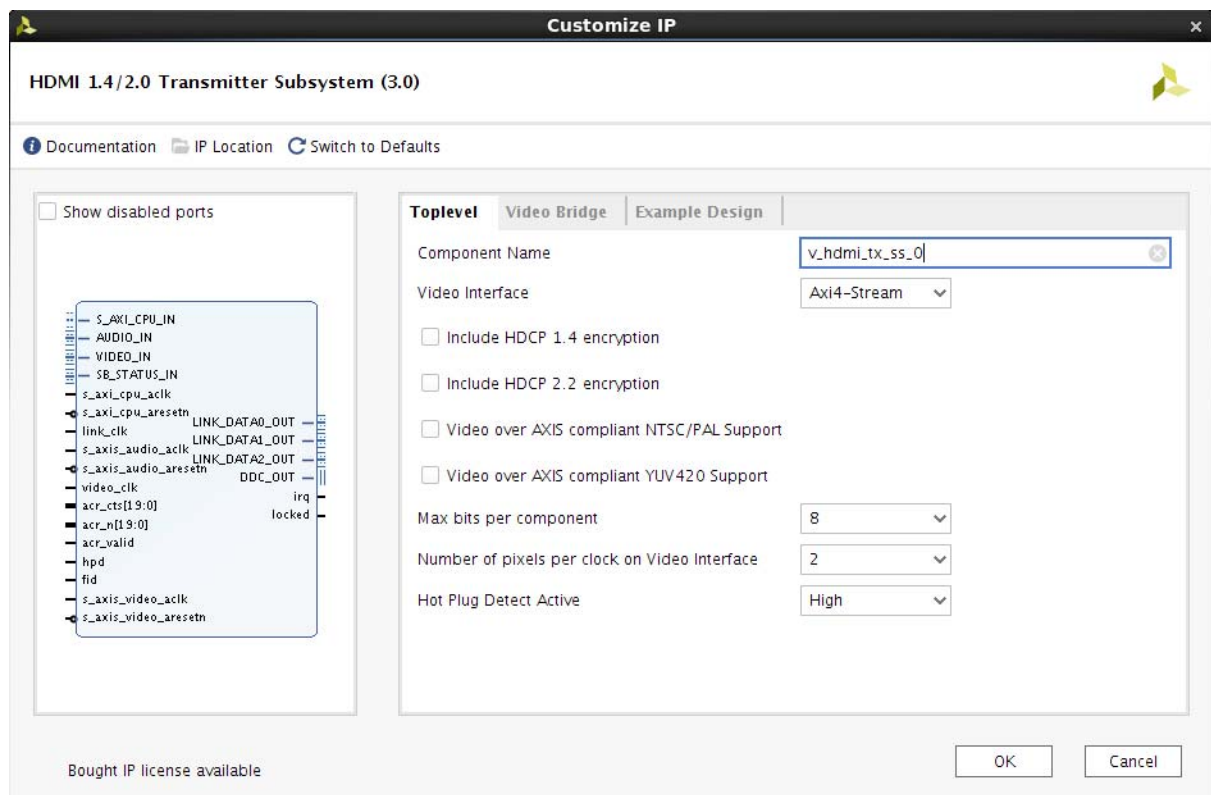 Customize IP
HDMI 1.4/2.0 Transmitter Subsystem (3.0)
Documentation IP Location Switch to Defaults
Show disabled ports
S_AXI_CPU_IN
AUDIO_IN
VIDEO_IN
SB_STATUS_IN
s_axi_cpu_aclk
s_axi_cpu_aresetn
link_clk
s_axis_audio_aclk
s_axis_audio_aresetn
video_clk
acr_cts[19:0]
acr_n[19:0]
acr_valid
hpd
fid
s_axis_video_aclk
s_axis_video_aresetn
LINK_DATA0_OUT
LINK_DATA1_OUT
LINK_DATA2_OUT
DDC_OUT
irq
locked
Toplevel Video Bridge Example Design
Component Name v_hdmi_tx_ss_0
Video Interface Axi4-Stream
Include HDCP 1.4 encryption
Include HDCP 2.2 encryption
Video over AXIS compliant NTSC/PAL Support
Video over AXIS compliant YUV420 Support
Max bits per component 8
Number of pixels per clock on Video Interface 2
Hot Plug Detect Active High
Bought IP license available
OK Cancel